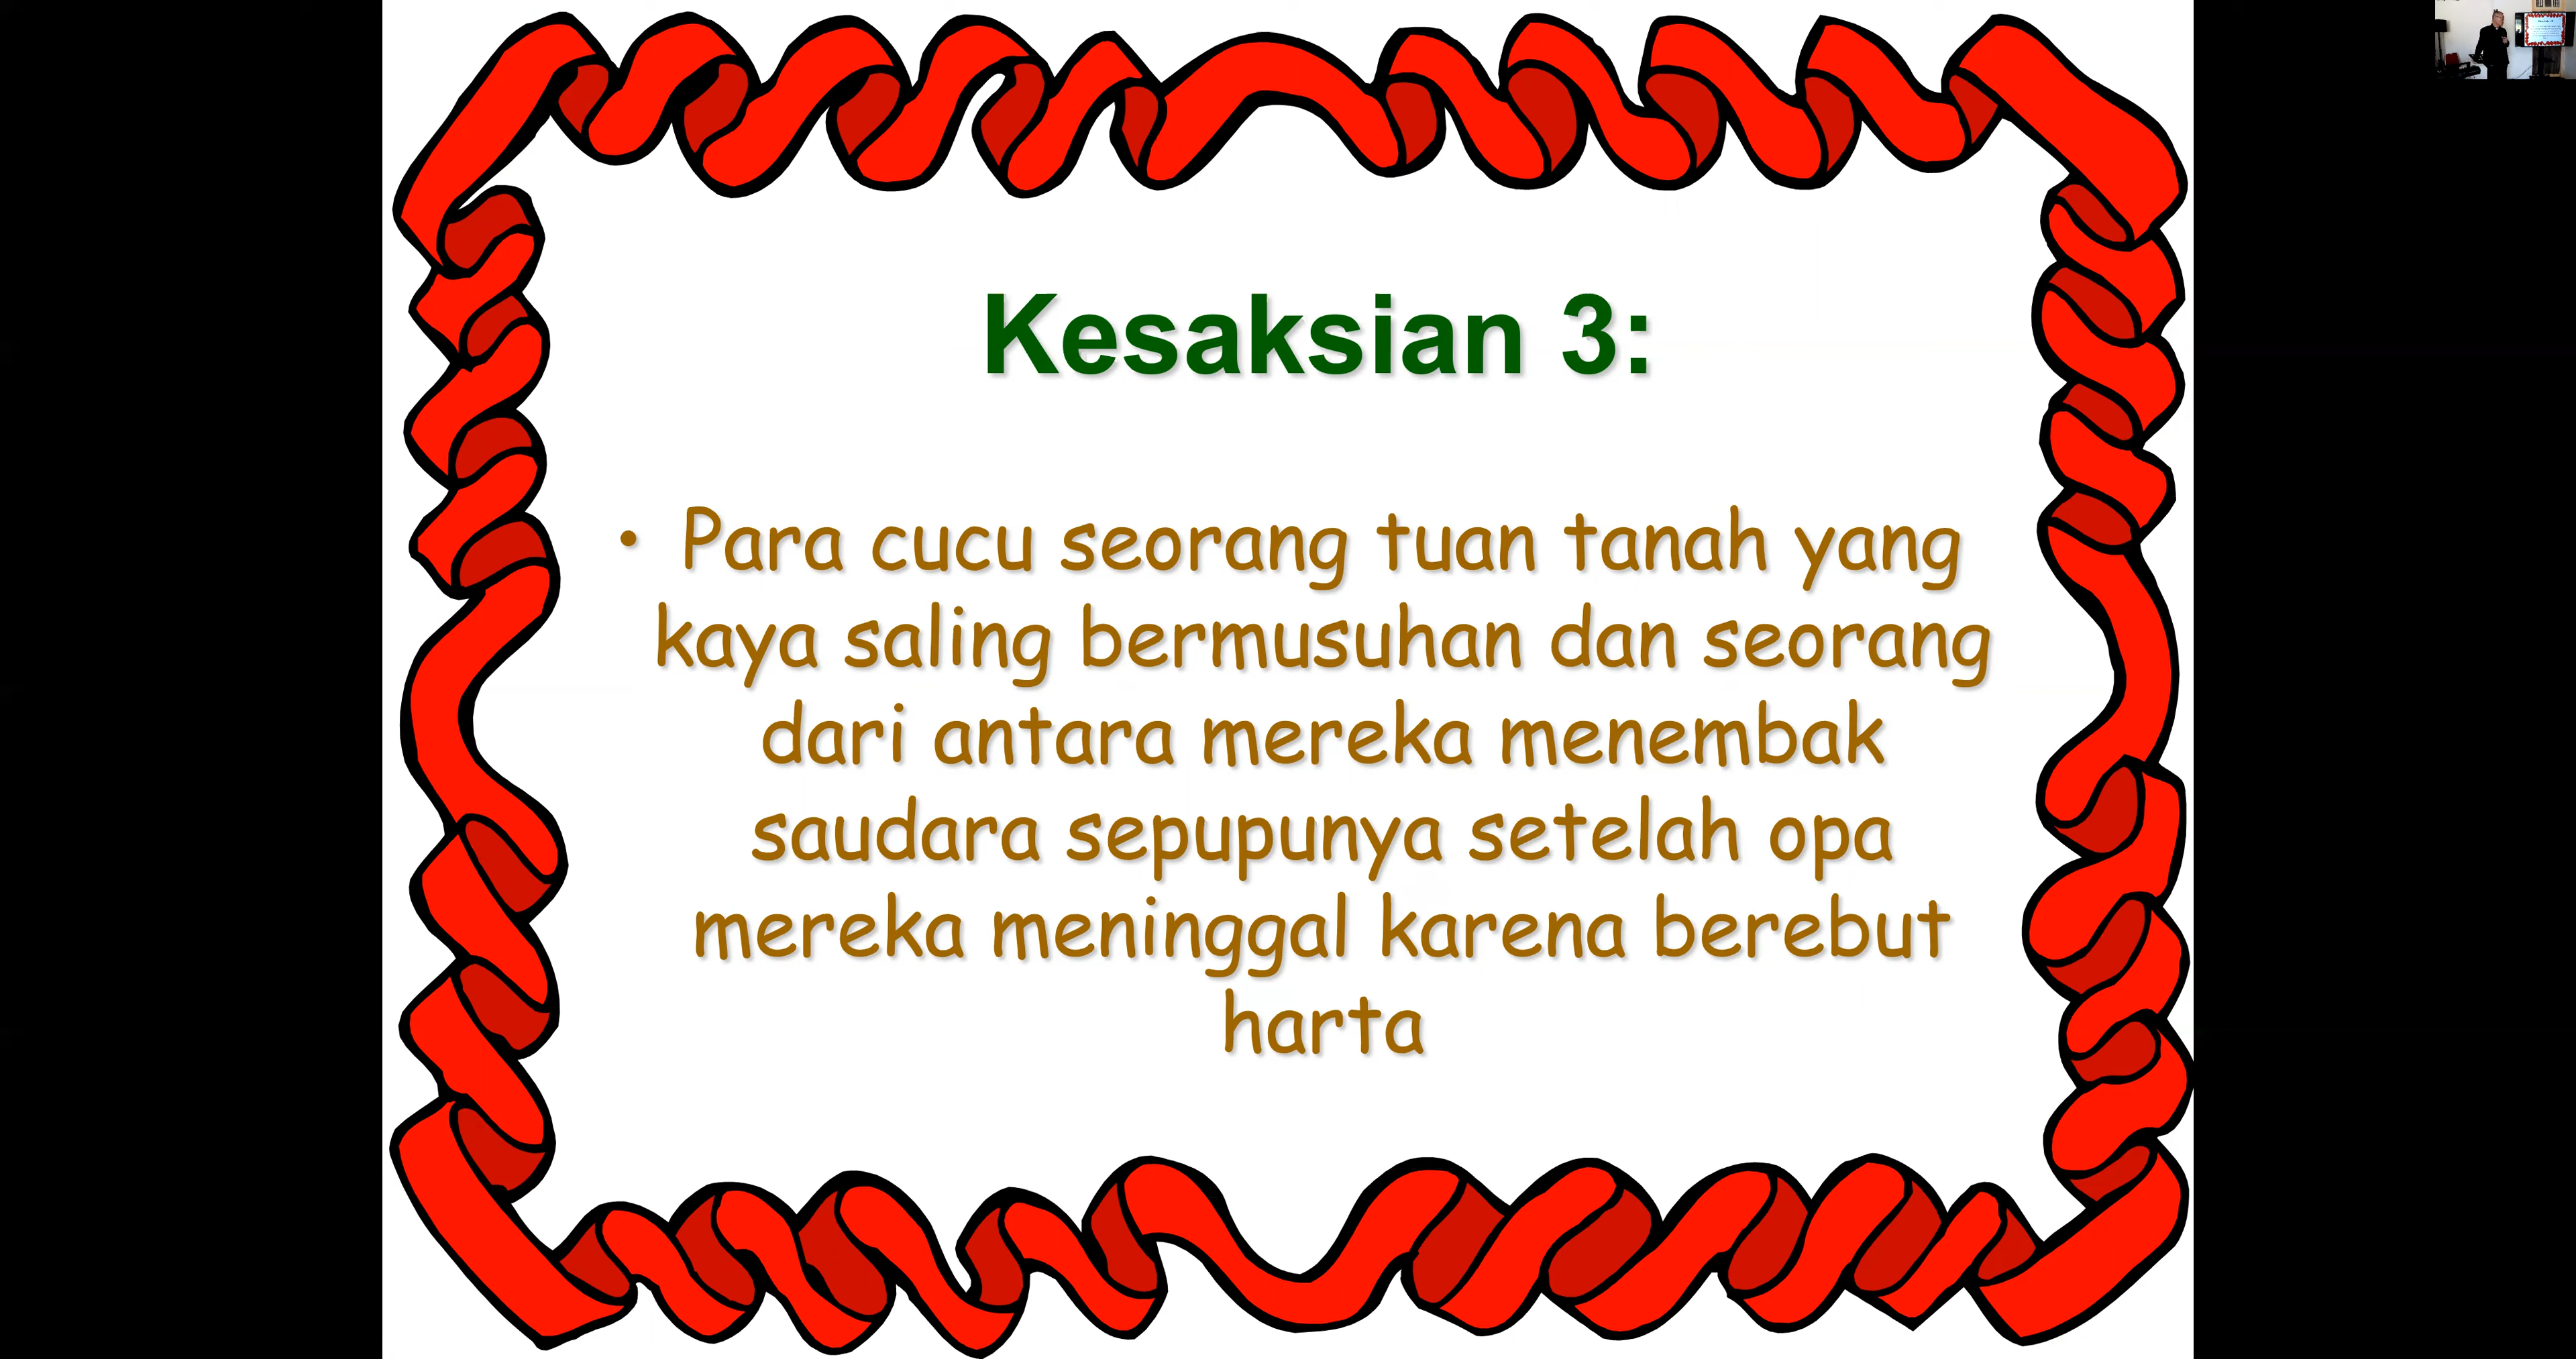 Kesaksian 3:
• Para cucu seorang tuan tanah yang
kaya saling bermusuhan dan seorang
dari antara mereka menembak
saudara sepupunya setelah opa
mereka meninggal karena berebut
harta